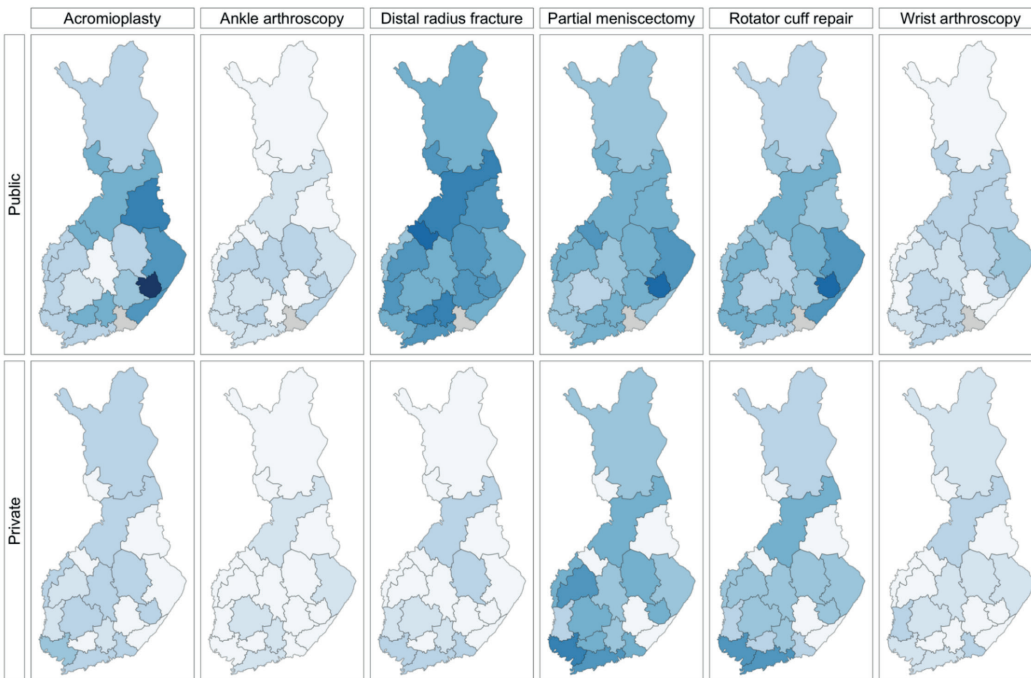 Acromioplasty
Ankle arthroscopy
Distal radius fracture
Partial meniscectomy
Rotator cuff repair
Wrist arthroscopy
Public
Private